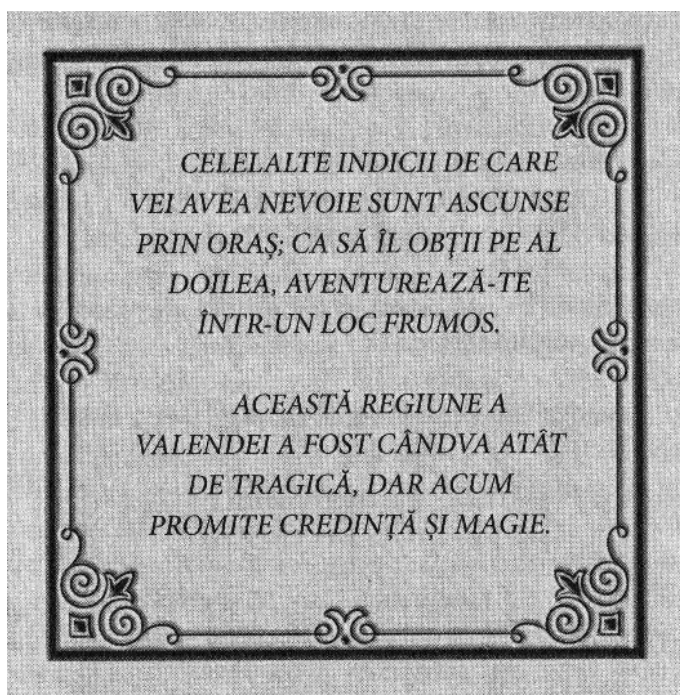 CELELALTE INDICII DE CARE
VEI AVEA NEVOIE SUNT ASCUNSE
PRIN ORAȘ; CA SĂ ÎL OBȚII PE AL
DOILEA, AVENTUREAZĂ-TE
ÎNTR-UN LOC FRUMOS.
ACEASTĂ REGIUNE A
VALENDEI A FOST CÂNDVA ATÂT
DE TRAGICĂ, DAR ACUM
PROMITE CREDINȚĂ ȘI MAGIE.